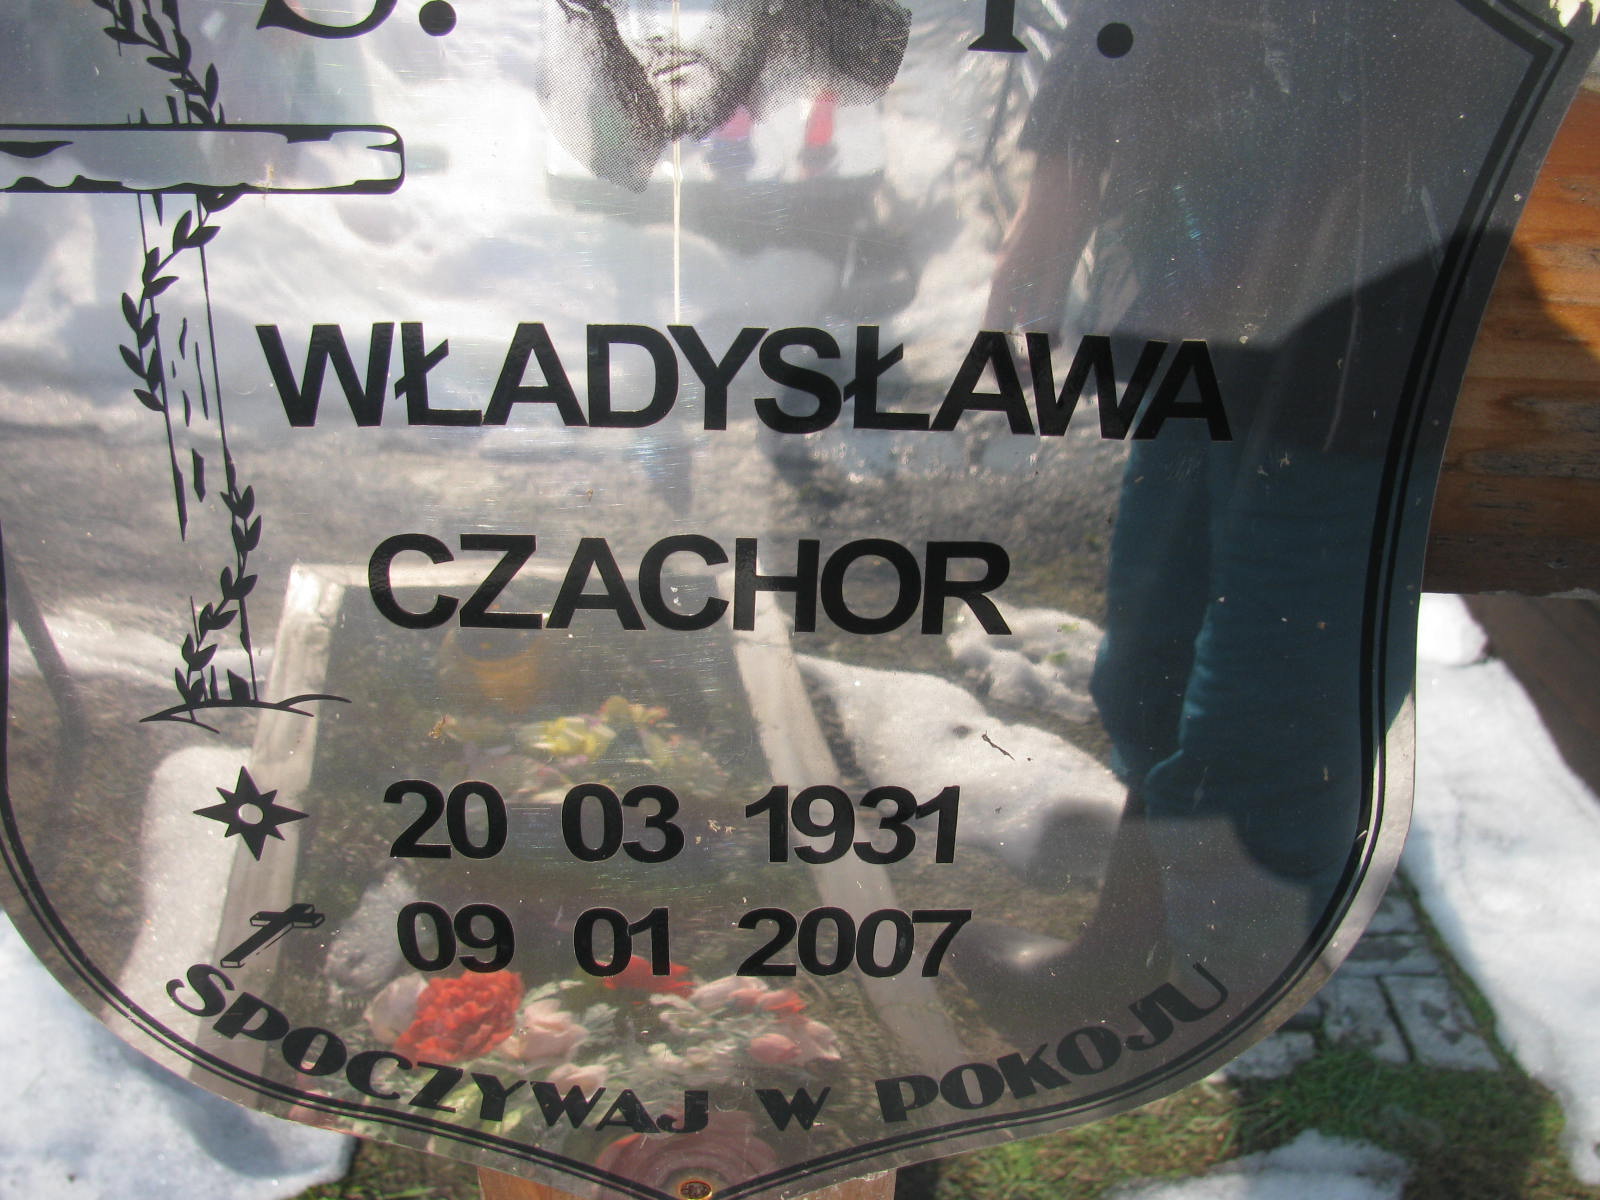 Ś. P.
WŁADYSŁAWA
CZACHOR
20 03 1931
09 01 2007
SPOCZYWAJ W POKOJU